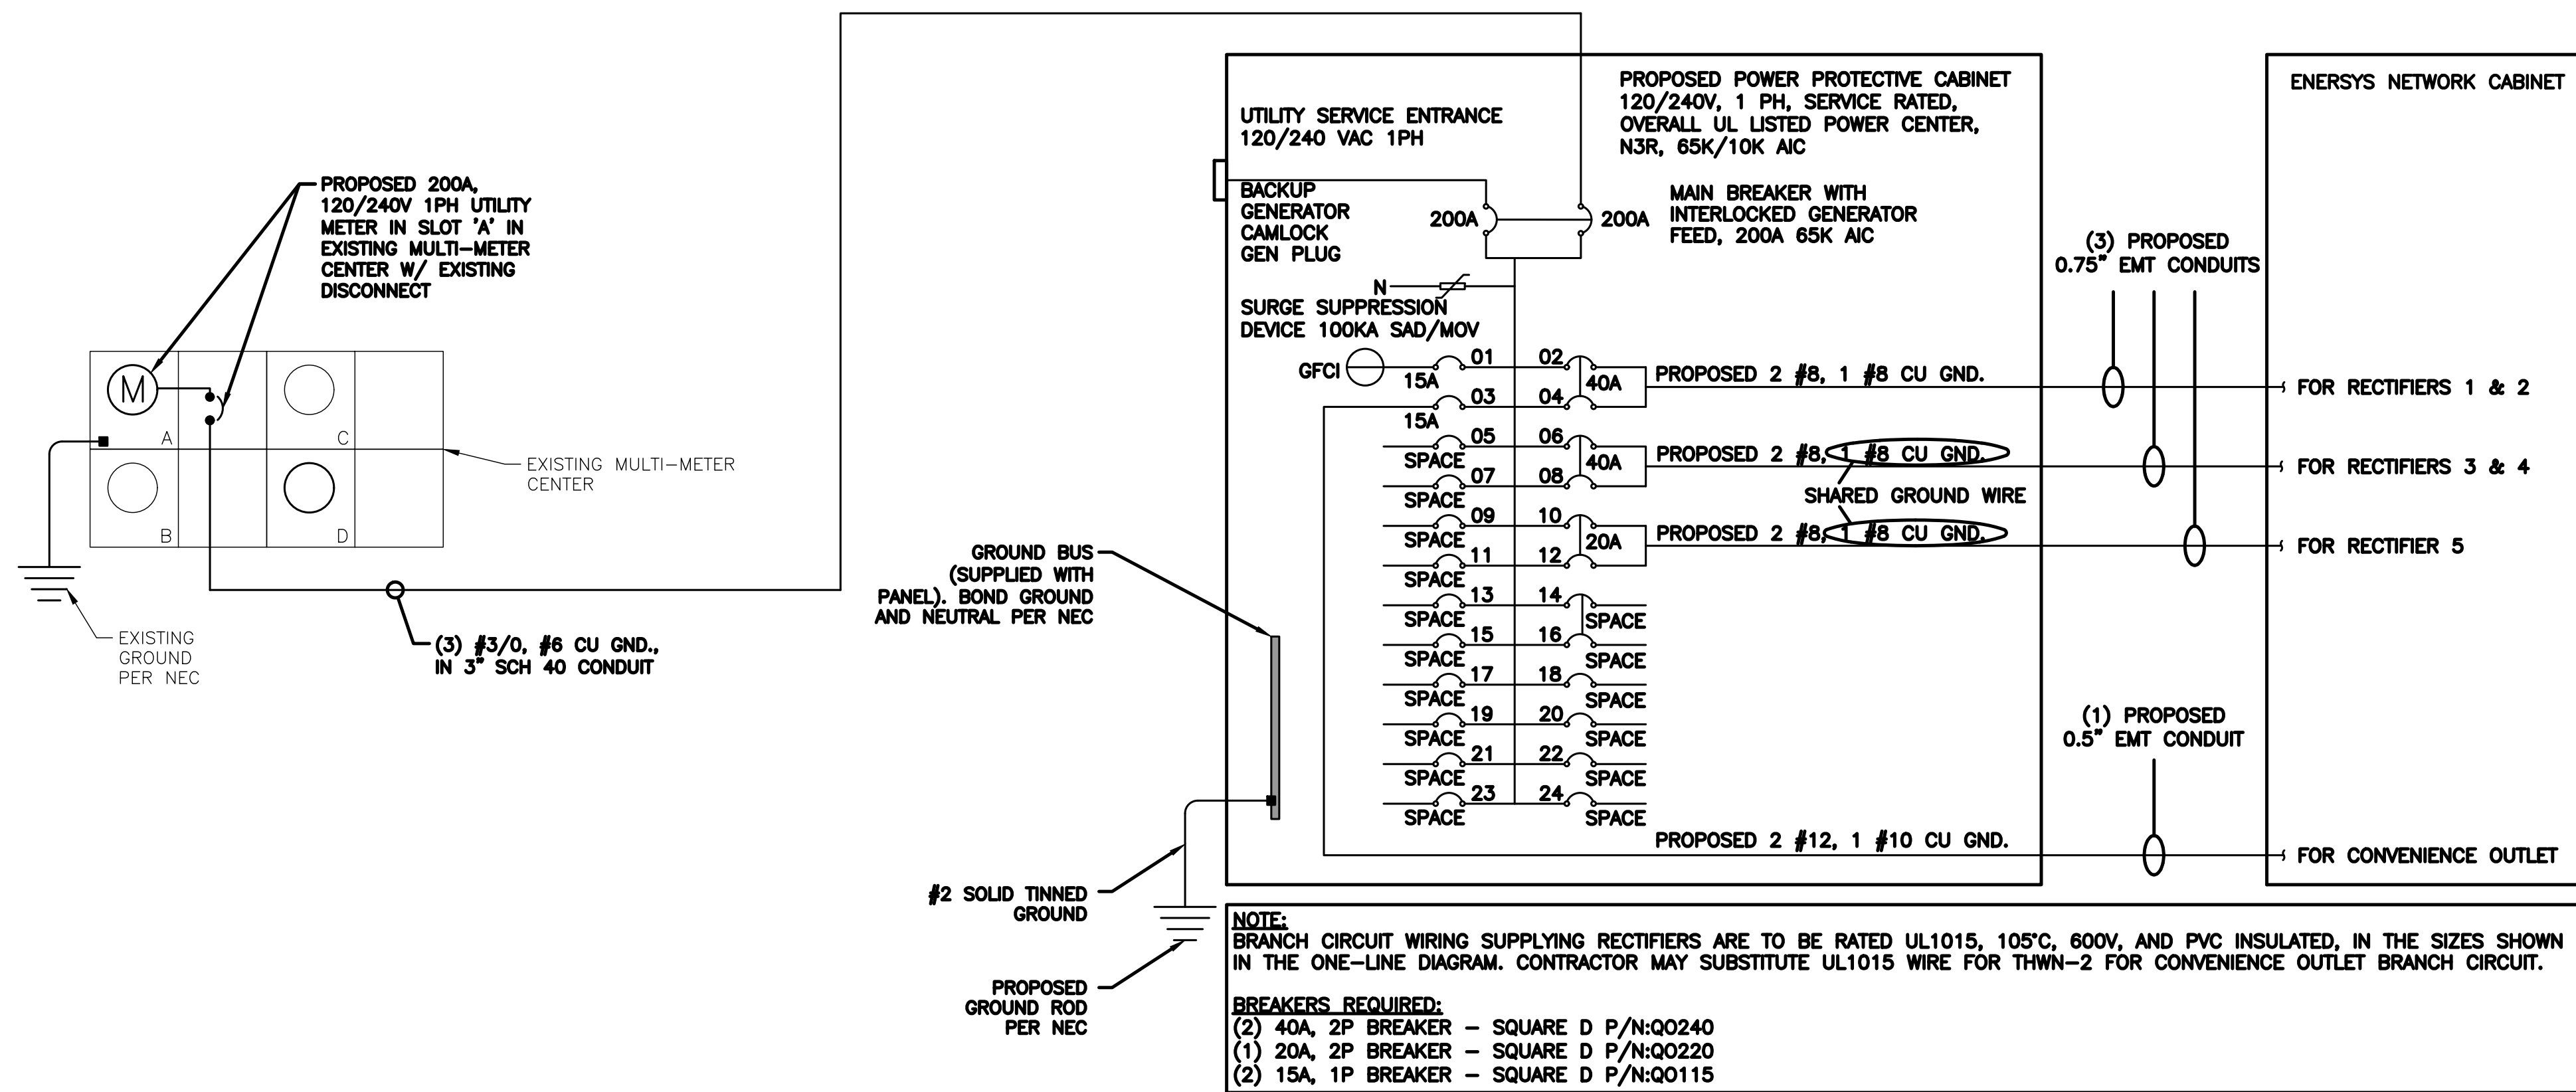 PROPOSED 200A,
120/240V 1PH UTILITY
METER IN SLOT 'A' IN
EXISTING MULTI-METER
CENTER W/ EXISTING
DISCONNECT
M
A
C
B
D
EXISTING MULTI-METER
CENTER
EXISTING
GROUND
PER NEC
(3) #3/0, #6 CU GND.,
IN 3" SCH 40 CONDUIT
GROUND BUS
(SUPPLIED WITH
PANEL). BOND GROUND
AND NEUTRAL PER NEC
#2 SOLID TINNED
GROUND
PROPOSED
GROUND ROD
PER NEC
UTILITY SERVICE ENTRANCE
120/240 VAC 1PH
PROPOSED POWER PROTECTIVE CABINET
120/240V, 1 PH, SERVICE RATED,
OVERALL UL LISTED POWER CENTER,
N3R, 65K/10K AIC
BACKUP
GENERATOR
CAMLOCK
GEN PLUG
200A
200A
MAIN BREAKER WITH
INTERLOCKED GENERATOR
FEED, 200A 65K AIC
N
SURGE SUPPRESSION
DEVICE 100KA SAD/MOV
GFCI
01 02
15A 40A
03 04
15A
05 06
SPACE 40A
07 08
SPACE
09 10
SPACE 20A
11 12
SPACE
13 14
SPACE SPACE
15 16
SPACE SPACE
17 18
SPACE SPACE
19 20
SPACE SPACE
21 22
SPACE SPACE
23 24
SPACE SPACE
PROPOSED 2 #8, 1 #8 CU GND.
PROPOSED 2 #8, 1 #8 CU GND.
SHARED GROUND WIRE
PROPOSED 2 #8, 1 #8 CU GND.
PROPOSED 2 #12, 1 #10 CU GND.
(3) PROPOSED
0.75" EMT CONDUITS
(1) PROPOSED
0.5" EMT CONDUIT
ENERSYS NETWORK CABINET
FOR RECTIFIERS 1 & 2
FOR RECTIFIERS 3 & 4
FOR RECTIFIER 5
FOR CONVENIENCE OUTLET
NOTE:
BRANCH CIRCUIT WIRING SUPPLYING RECTIFIERS ARE TO BE RATED UL1015, 105°C, 600V, AND PVC INSULATED, IN THE SIZES SHOWN
IN THE ONE-LINE DIAGRAM. CONTRACTOR MAY SUBSTITUTE UL1015 WIRE FOR THWN-2 FOR CONVENIENCE OUTLET BRANCH CIRCUIT.
BREAKERS REQUIRED:
(2) 40A, 2P BREAKER - SQUARE D P/N:QO240
(1) 20A, 2P BREAKER - SQUARE D P/N:QO220
(2) 15A, 1P BREAKER - SQUARE D P/N:QO115